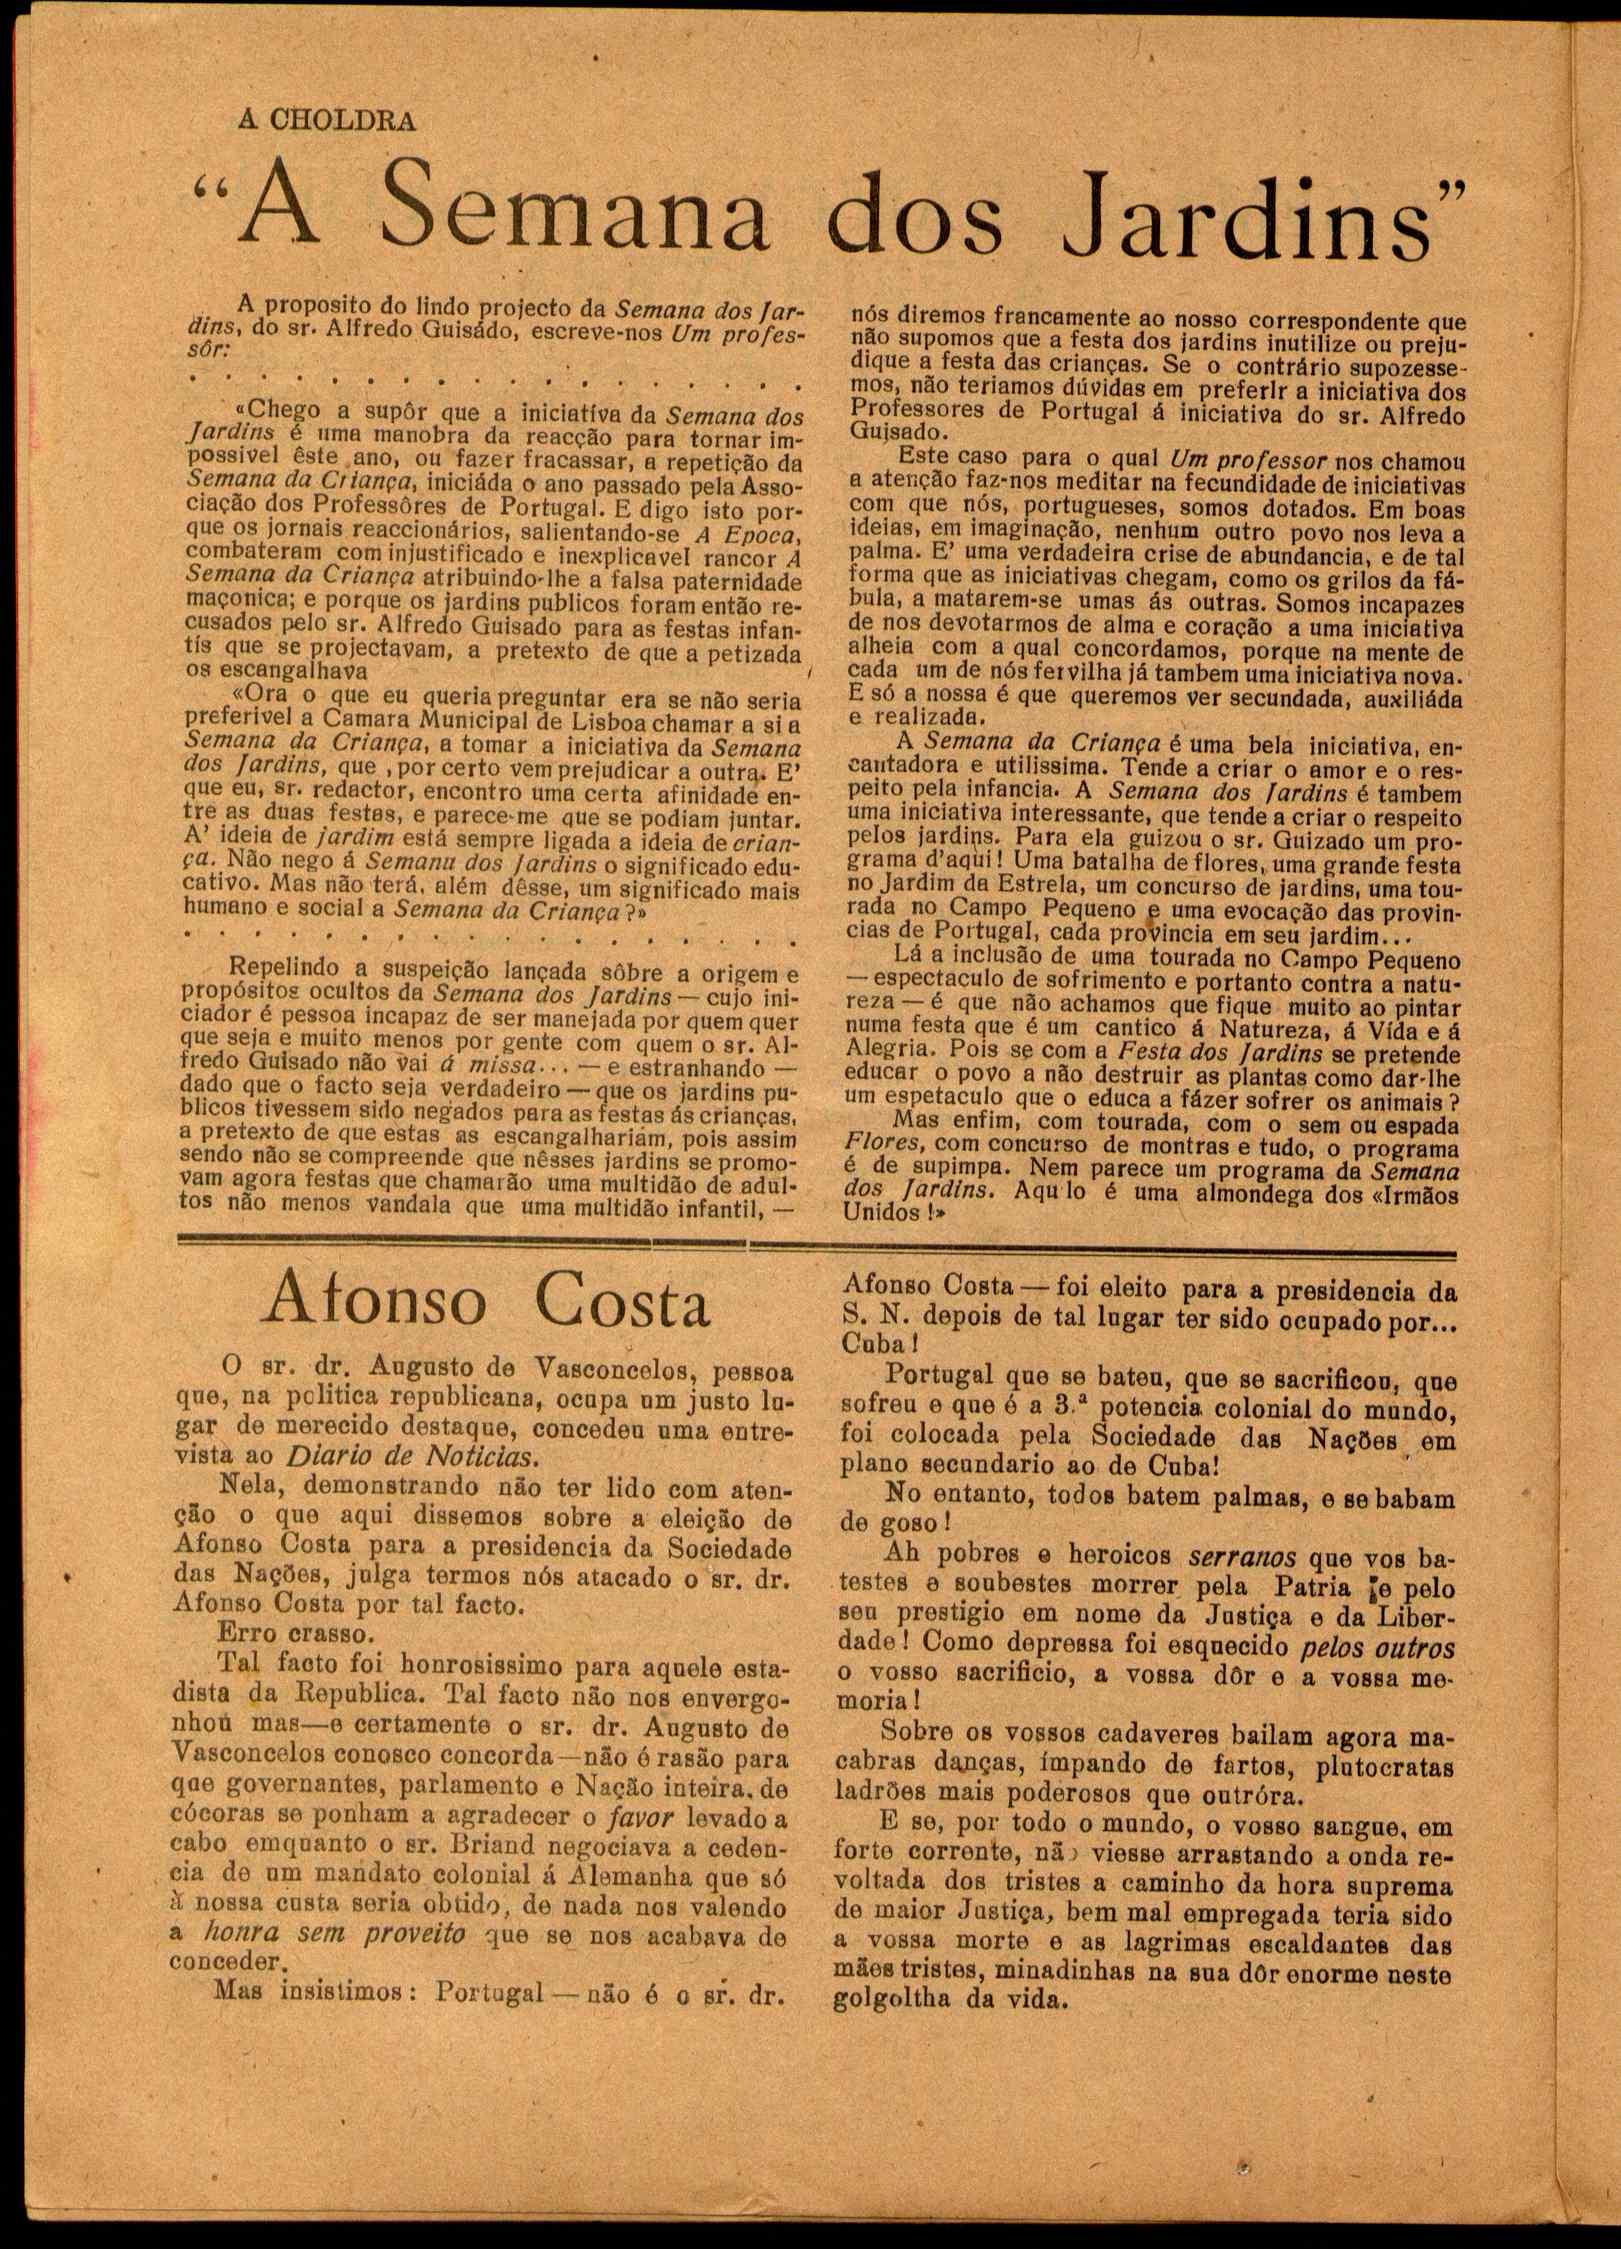 A CHOLDRA
“A Semana dos Jardins”
A proposito do lindo projecto da Semana dos Jar-
dins, do sr. Alfredo Guisádo, escreve-nos Um profes-
sôr:
. . . . . . . . . . . . . . . . . .
«Chego a supôr que a iniciativa da Semana dos
Jardins é uma manobra da reacção para tornar im-
possivel êste ano, ou fazer fracassar, a repetição da
Semana da Criança, iniciáda o ano passado pela Asso-
ciação dos Professôres de Portugal. E digo isto por-
que os jornais reaccionários, salientando-se A Epoca,
combateram com injustificado e inexplicavel rancor A
Semana da Criança atribuindo-lhe a falsa paternidade
maçonica; e porque os jardins publicos foram então re-
cusados pelo sr. Alfredo Guisado para as festas infan-
tís que se projectavam, a pretexto de que a petizada
os escangalhava
«Ora o que eu queria preguntar era se não seria
preferivel a Camara Municipal de Lisboa chamar a si a
Semana da Criança, a tomar a iniciativa da Semana
dos Jardins, que , por certo vem prejudicar a outra. E'
que eu, sr. redactor, encontro uma certa afinidade en-
tre as duas festas, e parece-me que se podiam juntar.
A' ideia de jardim está sempre ligada a ideia de crian-
ça. Não nego á Semana dos Jardins o significado edu-
cativo. Mas não terá, além dêsse, um significado mais
humano e social a Semana da Criança?»
. . . . . . . . . . . . . . . . . .
Repelindo a suspeição lançada sôbre a origem e
propósitos ocultos da Semana dos Jardins — cujo ini-
ciador é pessoa incapaz de ser manejada por quem quer
que seja e muito menos por gente com quem o sr. Al-
fredo Guisado não vai á missa... — e estranhando —
dado que o facto seja verdadeiro — que os jardins pu-
blicos tivessem sido negados para as festas ás crianças,
a pretexto de que estas as escangalhariam, pois assim
sendo não se compreende que nêsses jardins se promo-
vam agora festas que chamarão uma multidão de adul-
tos não menos vandala que uma multidão infantil, —
nós diremos francamente ao nosso correspondente que
não supomos que a festa dos jardins inutilize ou preju-
dique a festa das crianças. Se o contrário supozesse-
mos, não teriamos dúvidas em preferir a iniciativa dos
Professores de Portugal á iniciativa do sr. Alfredo
Guisado.
Este caso para o qual Um professor nos chamou
a atenção faz-nos meditar na fecundidade de iniciativas
com que nós, portugueses, somos dotados. Em boas
ideias, em imaginação, nenhum outro povo nos leva a
palma. E' uma verdadeira crise de abundancia, e de tal
forma que as iniciativas chegam, como os grilos da fá-
bula, a matarem-se umas ás outras. Somos incapazes
de nos devotarmos de alma e coração a uma iniciativa
alheia com a qual concordamos, porque na mente de
cada um de nós fervilha já tambem uma iniciativa nova.
E só a nossa é que queremos ver secundada, auxiliáda
e realizada.
A Semana da Criança é uma bela iniciativa, en-
cantadora e utilissima. Tende a criar o amor e o res-
peito pela infancia. A Semana dos Jardins é tambem
uma iniciativa interessante, que tende a criar o respeito
pelos jardins. Para ela guizou o sr. Guizado um pro-
grama d'aqui! Uma batalha de flores, uma grande festa
no Jardim da Estrela, um concurso de jardins, uma tou-
rada no Campo Pequeno e uma evocação das provin-
cias de Portugal, cada provincia em seu jardim...
Lá a inclusão de uma tourada no Campo Pequeno
— espectaculo de sofrimento e portanto contra a natu-
reza — é que não achamos que fique muito ao pintar
numa festa que é um cantico á Natureza, á Vida e á
Alegria. Pois se com a Festa dos Jardins se pretende
educar o povo a não destruir as plantas como dar-lhe
um espetaculo que o educa a fázer sofrer os animais?
Mas enfim, com tourada, com o sem ou espada
Flores, com concurso de montras e tudo, o programa
é de supimpa. Nem parece um programa da Semana
dos Jardins. Aqu lo é uma almondega dos «Irmãos
Unidos!»
Afonso Costa
O sr. dr. Augusto de Vasconcelos, pessoa
que, na politica republicana, ocupa um justo lu-
gar de merecido destaque, concedeu uma entre-
vista ao Diario de Noticias.
Nela, demonstrando não ter lido com aten-
ção o que aqui dissemos sobre a eleição de
Afonso Costa para a presidencia da Sociedade
das Nações, julga termos nós atacado o sr. dr.
Afonso Costa por tal facto.
Erro crasso.
Tal facto foi honrosissimo para aquele esta-
dista da Republica. Tal facto não nos envergo-
nhou mas—e certamente o sr. dr. Augusto de
Vasconcelos conosco concorda—não é rasão para
que governantes, parlamento e Nação inteira, de
cócoras se ponham a agradecer o favor levado a
cabo emquanto o sr. Briand negociava a ceden-
cia de um mandato colonial á Alemanha que só
à nossa custa seria obtido, de nada nos valendo
a honra sem proveito que se nos acabava de
conceder.
Mas insistimos: Portugal — não é o sr. dr.
Afonso Costa — foi eleito para a presidencia da
S. N. depois de tal lugar ter sido ocupado por...
Cuba!
Portugal que se bateu, que se sacrificou, que
sofreu e que é a 3.ª potencia colonial do mundo,
foi colocada pela Sociedade das Nações em
plano secundario ao de Cuba!
No entanto, todos batem palmas, e se babam
de goso!
Ah pobres e heroicos serranos que vos ba-
testes e soubestes morrer pela Patria e pelo
seu prestigio em nome da Justiça e da Liber-
dade! Como depressa foi esquecido pelos outros
o vosso sacrificio, a vossa dôr e a vossa me-
moria!
Sobre os vossos cadaveres bailam agora ma-
cabras danças, impando de fartos, plutocratas
ladrões mais poderosos que outróra.
E se, por todo o mundo, o vosso sangue, em
forte corrente, nã viesse arrastando a onda re-
voltada dos tristes a caminho da hora suprema
de maior Justiça, bem mal empregada teria sido
a vossa morte e as lagrimas escaldantes das
mães tristes, minadinhas na sua dôr enorme neste
golgoltha da vida.